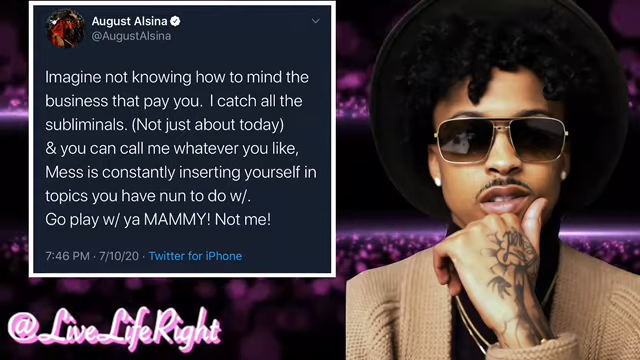 August Alsina
@AugustAlsina
Imagine not knowing how to mind the
business that pay you. I catch all the
subliminals. (Not just about today)
& you can call me whatever you like,
Mess is constantly inserting yourself in
topics you have nun to do w/.
Go play w/ ya MAMMY! Not me!
7:46 PM · 7/10/20 · Twitter for iPhone
@LiveLifeRight